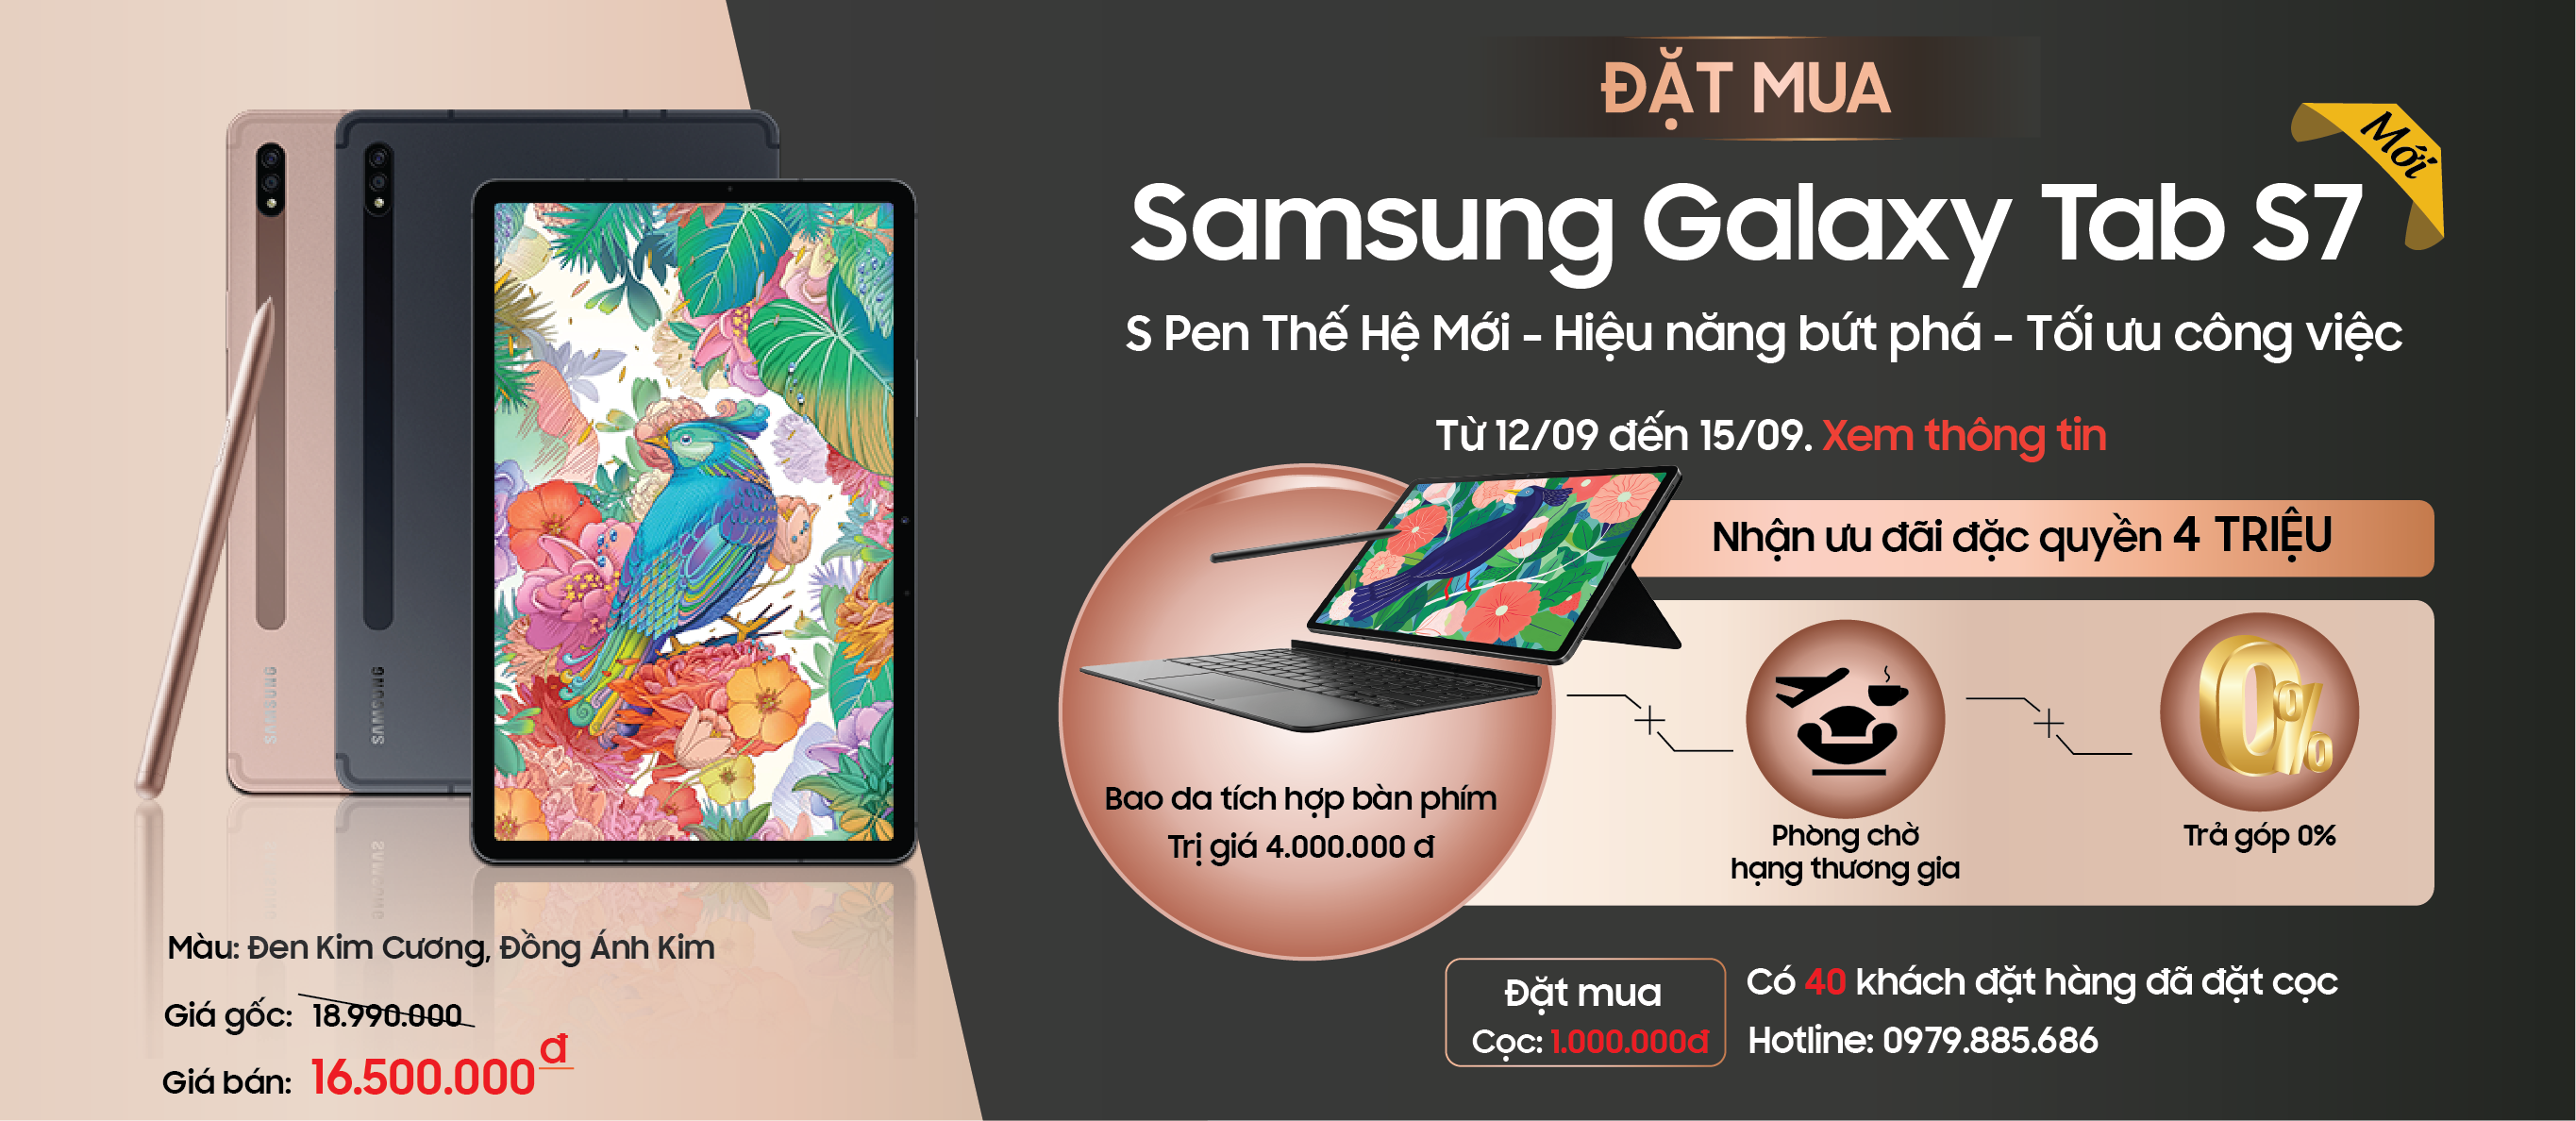 ĐẶT MUA
Mới
Samsung Galaxy Tab S7
S Pen Thế Hệ Mới - Hiệu năng bứt phá - Tối ưu công việc
Từ 12/09 đến 15/09. Xem thông tin
Nhận ưu đãi đặc quyền 4 TRIỆU
0%
Bao da tích hợp bàn phím
Trị giá 4.000.000 đ
Phòng chờ
hạng thương gia
Trả góp 0%
SAMSUNG
SAMSUNG
Màu: Đen Kim Cương, Đồng Ánh Kim
Giá gốc: 18.990.000
Giá bán: 16.500.000đ
Đặt mua
Cọc: 1.000.000đ
Có 40 khách đặt hàng đã đặt cọc
Hotline: 0979.885.686